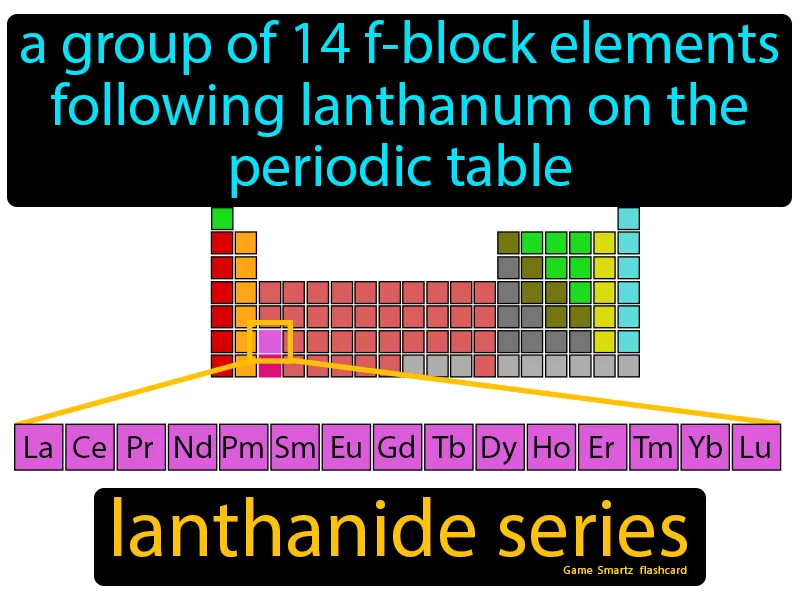 a group of 14 f-block elements
following lanthanum on the
periodic table
La Ce Pr Nd Pm Sm Eu Gd Tb Dy Ho Er Tm Yb Lu
lanthanide series
Game Smartz flashcard